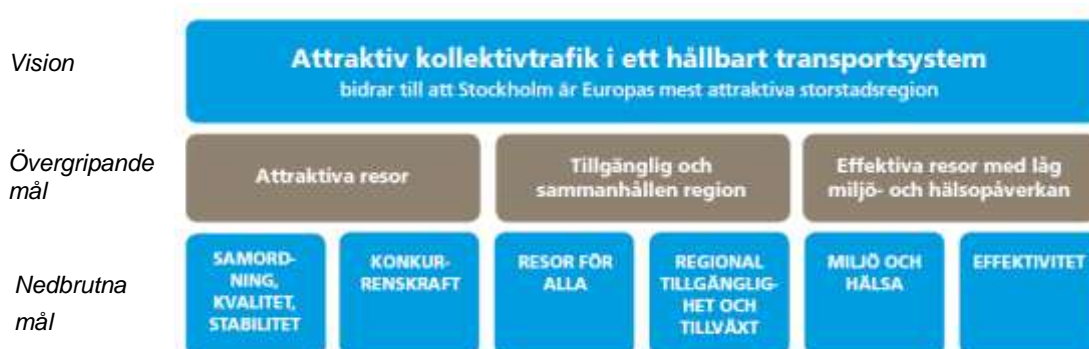 Vision
Attraktiv kollektivtrafik i ett hållbart transportsystem
bidrar till att Stockholm är Europas mest attraktiva storstadsregion
Övergripande
mål
Attraktiva resor
Tillgänglig och
sammanhållen region
Effektiva resor med låg
miljö- och hälsopåverkan
Nedbrutna
mål
SAMORD-
NING,
KVALITET,
STABILITET
KONKUR-
RENSKRAFT
RESOR FÖR
ALLA
REGIONAL
TILLGÄNGLIG-
HET OCH
TILLVÄXT
MILJÖ OCH
HÄLSA
EFFEKTIVITET